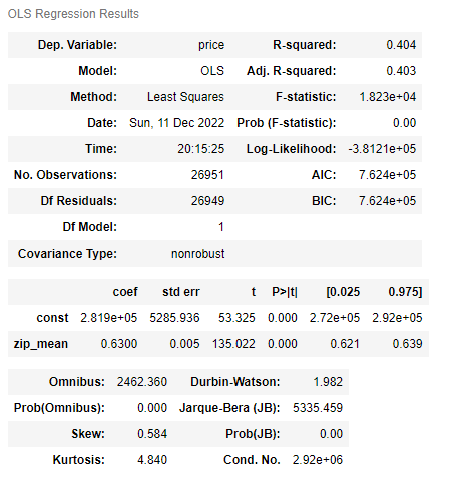 OLS Regression Results
Dep. Variable: price R-squared: 0.404
Model: OLS Adj. R-squared: 0.403
Method: Least Squares F-statistic: 1.823e+04
Date: Sun, 11 Dec 2022 Prob (F-statistic): 0.00
Time: 20:15:25 Log-Likelihood: -3.8121e+05
No. Observations: 26951 AIC: 7.624e+05
Df Residuals: 26949 BIC: 7.624e+05
Df Model: 1
Covariance Type: nonrobust
coef std err t P>|t| [0.025 0.975]
const 2.819e+05 5285.936 53.325 0.000 2.72e+05 2.92e+05
zip_mean 0.6300 0.005 135.022 0.000 0.621 0.639
Omnibus: 2462.360 Durbin-Watson: 1.982
Prob(Omnibus): 0.000 Jarque-Bera (JB): 5335.459
Skew: 0.584 Prob(JB): 0.00
Kurtosis: 4.840 Cond. No. 2.92e+06